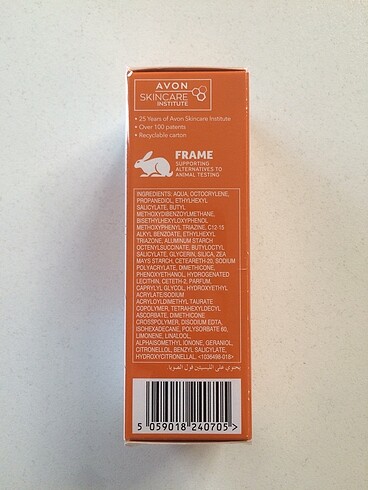 AVON
SKINCARE
INSTITUTE
• 25 Years of Avon Skincare Institute
• Over 100 patents
• Recyclable carton
FRAME
SUPPORTING
ALTERNATIVES TO
ANIMAL TESTING
INGREDIENTS: AQUA, OCTOCRYLENE,
PROPANEDIOL, ETHYLHEXYL
SALICYLATE, BUTYL
METHOXYDIBENZOYLMETHANE,
BISETHYLHEXYLOXYPHENOL
METHOXYPHENYL TRIAZINE, C12-15
ALKYL BENZOATE, ETHYLHEXYL
TRIAZONE, ALUMINUM STARCH
OCTENYLSUCCINATE, BUTYLOCTYL
SALICYLATE, GLYCERIN, SILICA, ZEA
MAYS STARCH, CETEARETH-20, SODIUM
POLYACRYLATE, DIMETHICONE,
PHENOXYETHANOL, HYDROGENATED
LECITHIN, CETETH-2, PARFUM,
CAPRYLYL GLYCOL, HYDROXYETHYL
ACRYLATE/SODIUM
ACRYLOYLDIMETHYL TAURATE
COPOLYMER, TETRAHEXYLDECYL
ASCORBATE, DIMETHICONE
CROSSPOLYMER, DISODIUM EDTA,
ISOHEXADECANE, POLYSORBATE 60,
LIMONENE, LINALOOL,
ALPHAISOMETHYL IONONE, GERANIOL,
CITRONELLOL, BENZYL SALICYLATE,
HYDROXYCITRONELLAL. <1036498-018>
يحتوي على الليسيتين فول الصويا.
5 059018 240705 >